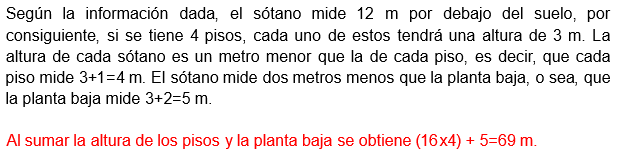 Según la información dada, el sótano mide 12 m por debajo del suelo, por
consiguiente, si se tiene 4 pisos, cada uno de estos tendrá una altura de 3 m. La
altura de cada sótano es un metro menor que la de cada piso, es decir, que cada
piso mide 3+1=4 m. El sótano mide dos metros menos que la planta baja, o sea, que
la planta baja mide 3+2=5 m.
Al sumar la altura de los pisos y la planta baja se obtiene (16x4) + 5=69 m.